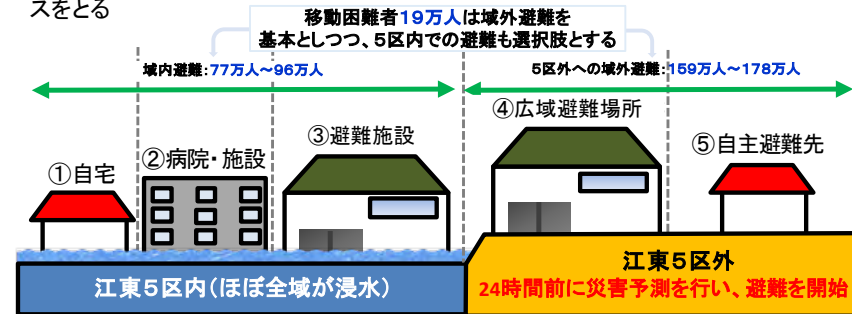 スをとる
移動困難者19万人は域外避難を
基本としつつ、5区内での避難も選択肢とする
域内避難:77万人～96万人
5区外への域外避難:159万人～178万人
①自宅
②病院・施設
③避難施設
④広域避難場所
⑤自主避難先
江東5区内(ほぼ全域が浸水)
江東5区外
24時間前に災害予測を行い、避難を開始